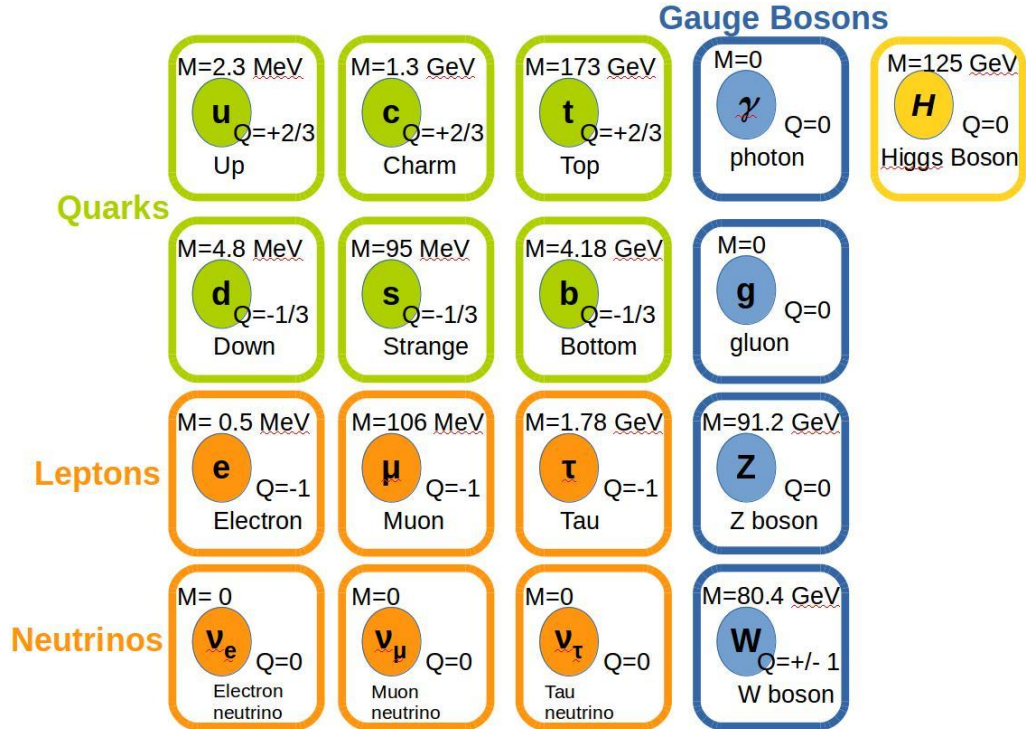 Gauge Bosons
M=2.3 MeV
u
Q=+2/3
Up
M=1.3 GeV
c
Q=+2/3
Charm
M=173 GeV
t
Q=+2/3
Top
M=0
γ
Q=0
photon
M=125 GeV
H
Q=0
Higgs Boson
Quarks
M=4.8 MeV
d
Q=-1/3
Down
M=95 MeV
s
Q=-1/3
Strange
M=4.18 GeV
b
Q=-1/3
Bottom
M=0
g
Q=0
gluon
Leptons
M= 0.5 MeV
e
Q=-1
Electron
M=106 MeV
μ
Q=-1
Muon
M=1.78 GeV
τ
Q=-1
Tau
M=91.2 GeV
Z
Q=0
Z boson
Neutrinos
M= 0
νe
Q=0
Electron
neutrino
M=0
νμ
Q=0
Muon
neutrino
M=0
ντ
Q=0
Tau
neutrino
M=80.4 GeV
W
Q=+/- 1
W boson